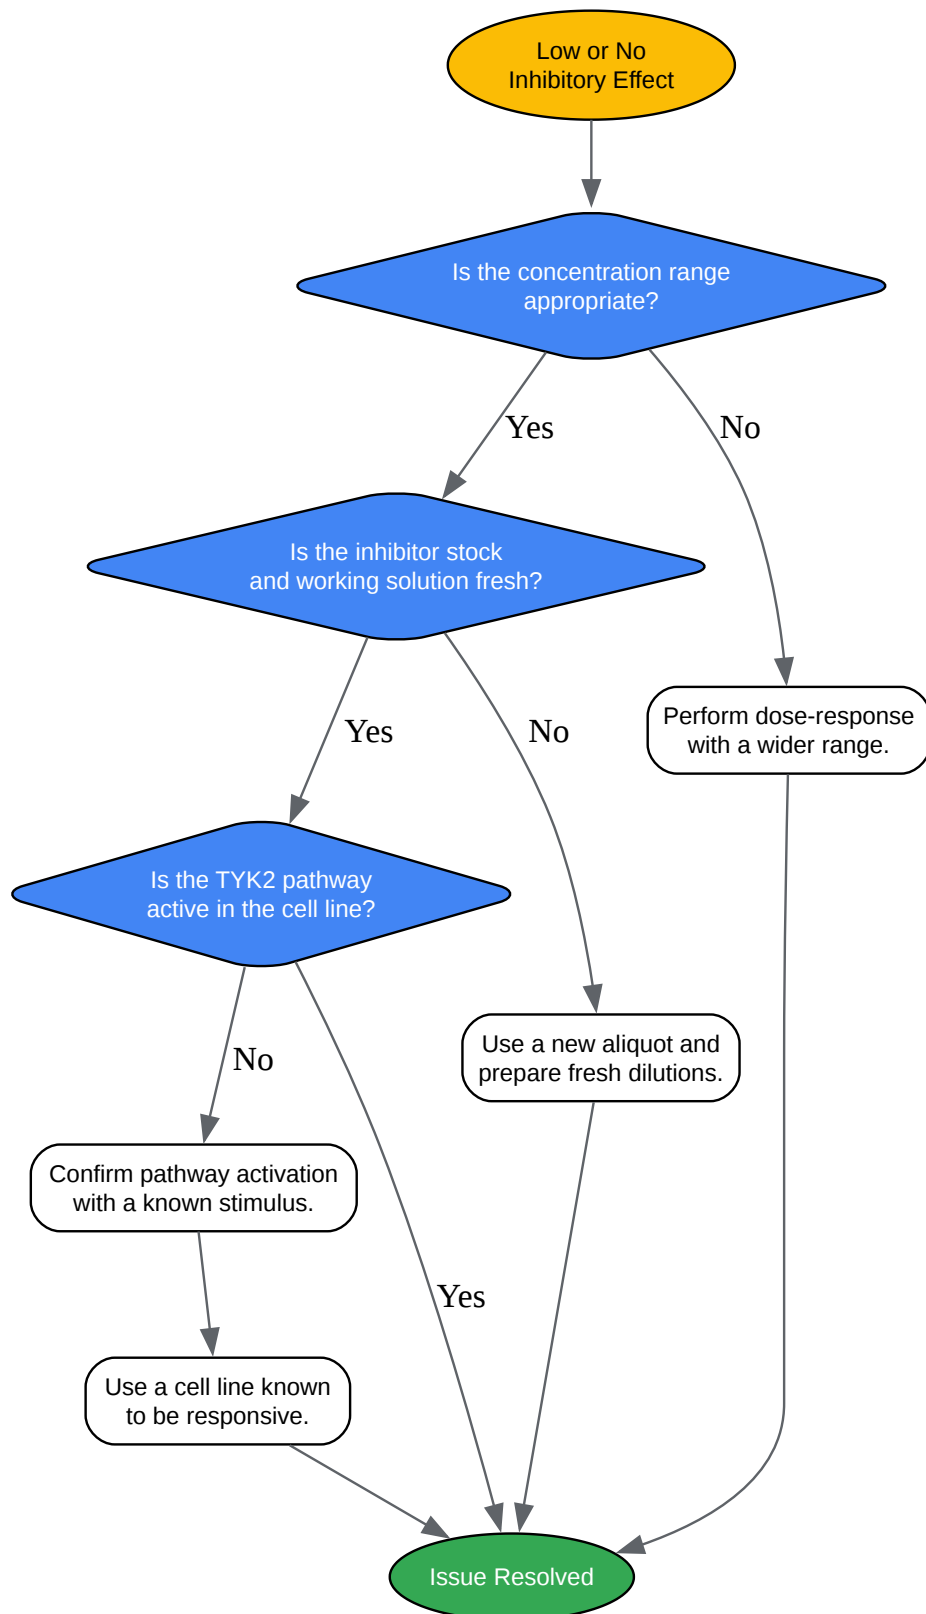 Low or No
Inhibitory Effect
Is the concentration range
appropriate?
Yes
No
Is the inhibitor stock
and working solution fresh?
Yes
No
Perform dose-response
with a wider range.
Is the TYK2 pathway
active in the cell line?
No
Use a new aliquot and
prepare fresh dilutions.
Confirm pathway activation
with a known stimulus.
Yes
Use a cell line known
to be responsive.
Issue Resolved